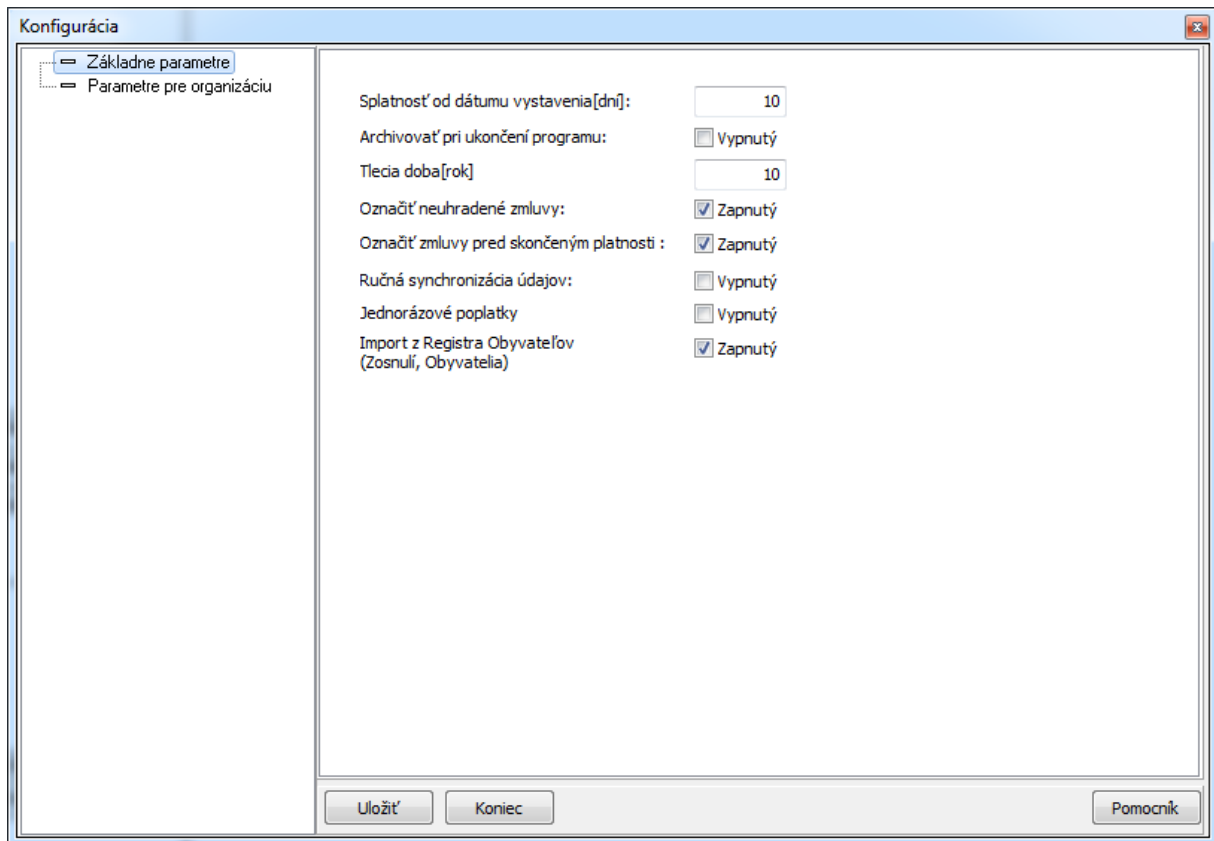 Konfigurácia
Základne parametre
Parametre pre organizáciu
Splatnosť od dátumu vystavenia[dní]: 10
Archivovať pri ukončení programu: Vypnutý
Tlecia doba[rok] 10
Označiť neuhradené zmluvy: Zapnutý
Označiť zmluvy pred skončeným platnosti : Zapnutý
Ručná synchronizácia údajov: Vypnutý
Jednorázové poplatky Vypnutý
Import z Registra Obyvateľov
(Zosnulí, Obyvatelia) Zapnutý
Uložiť Koniec Pomocník